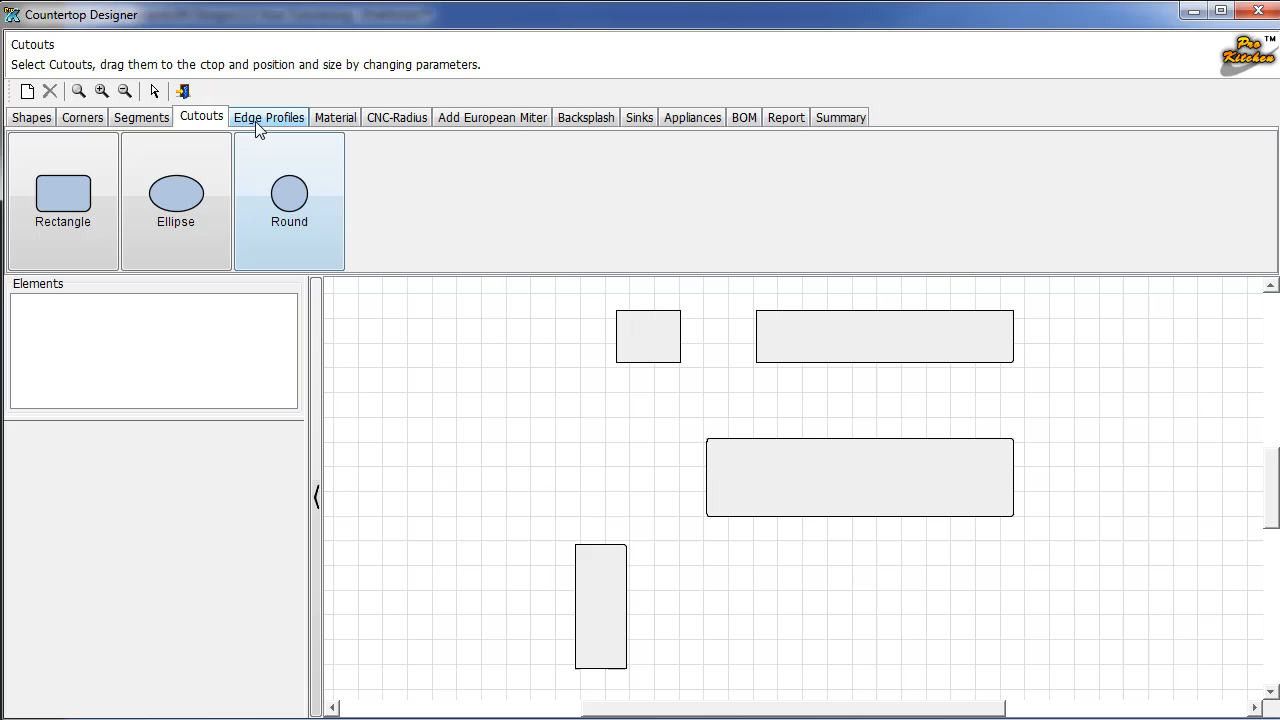 Countertop Designer
Cutouts
Select Cutouts, drag them to the ctop and position and size by changing parameters.
Pro Kitchen™
Shapes Corners Segments Cutouts Edge Profiles Material CNC-Radius Add European Miter Backsplash Sinks Appliances BOM Report Summary
Rectangle Ellipse Round
Elements